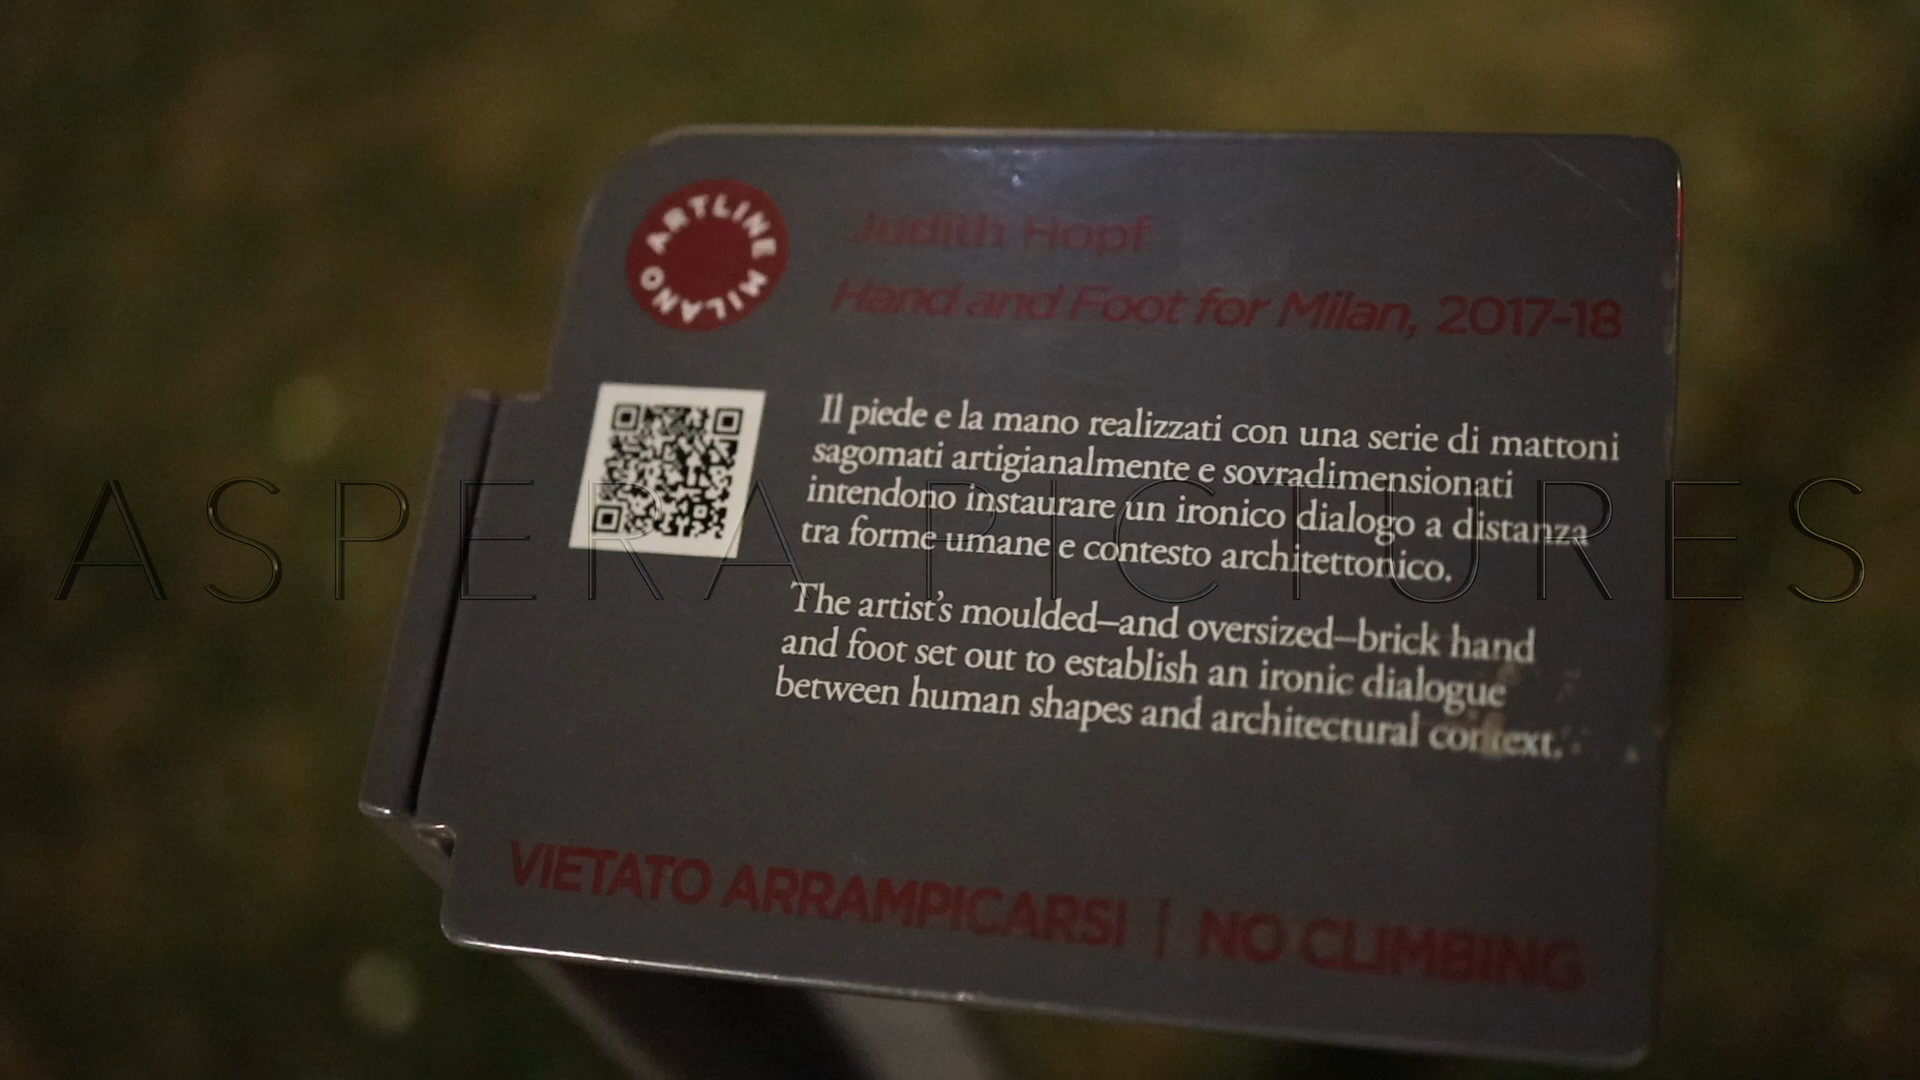 ARTLINE MILANO
Judith Hopf
Hand and Foot for Milan, 2017-18
Il piede e la mano realizzati con una serie di mattoni
sagomati artigianalmente e sovradimensionati
intendono instaurare un ironico dialogo a distanza
tra forme umane e contesto architettonico.
ASPERA PICTURES
The artist's moulded—and oversized—brick hand
and foot set out to establish an ironic dialogue
between human shapes and architectural context.
VIETATO ARRAMPICARSI | NO CLIMBING